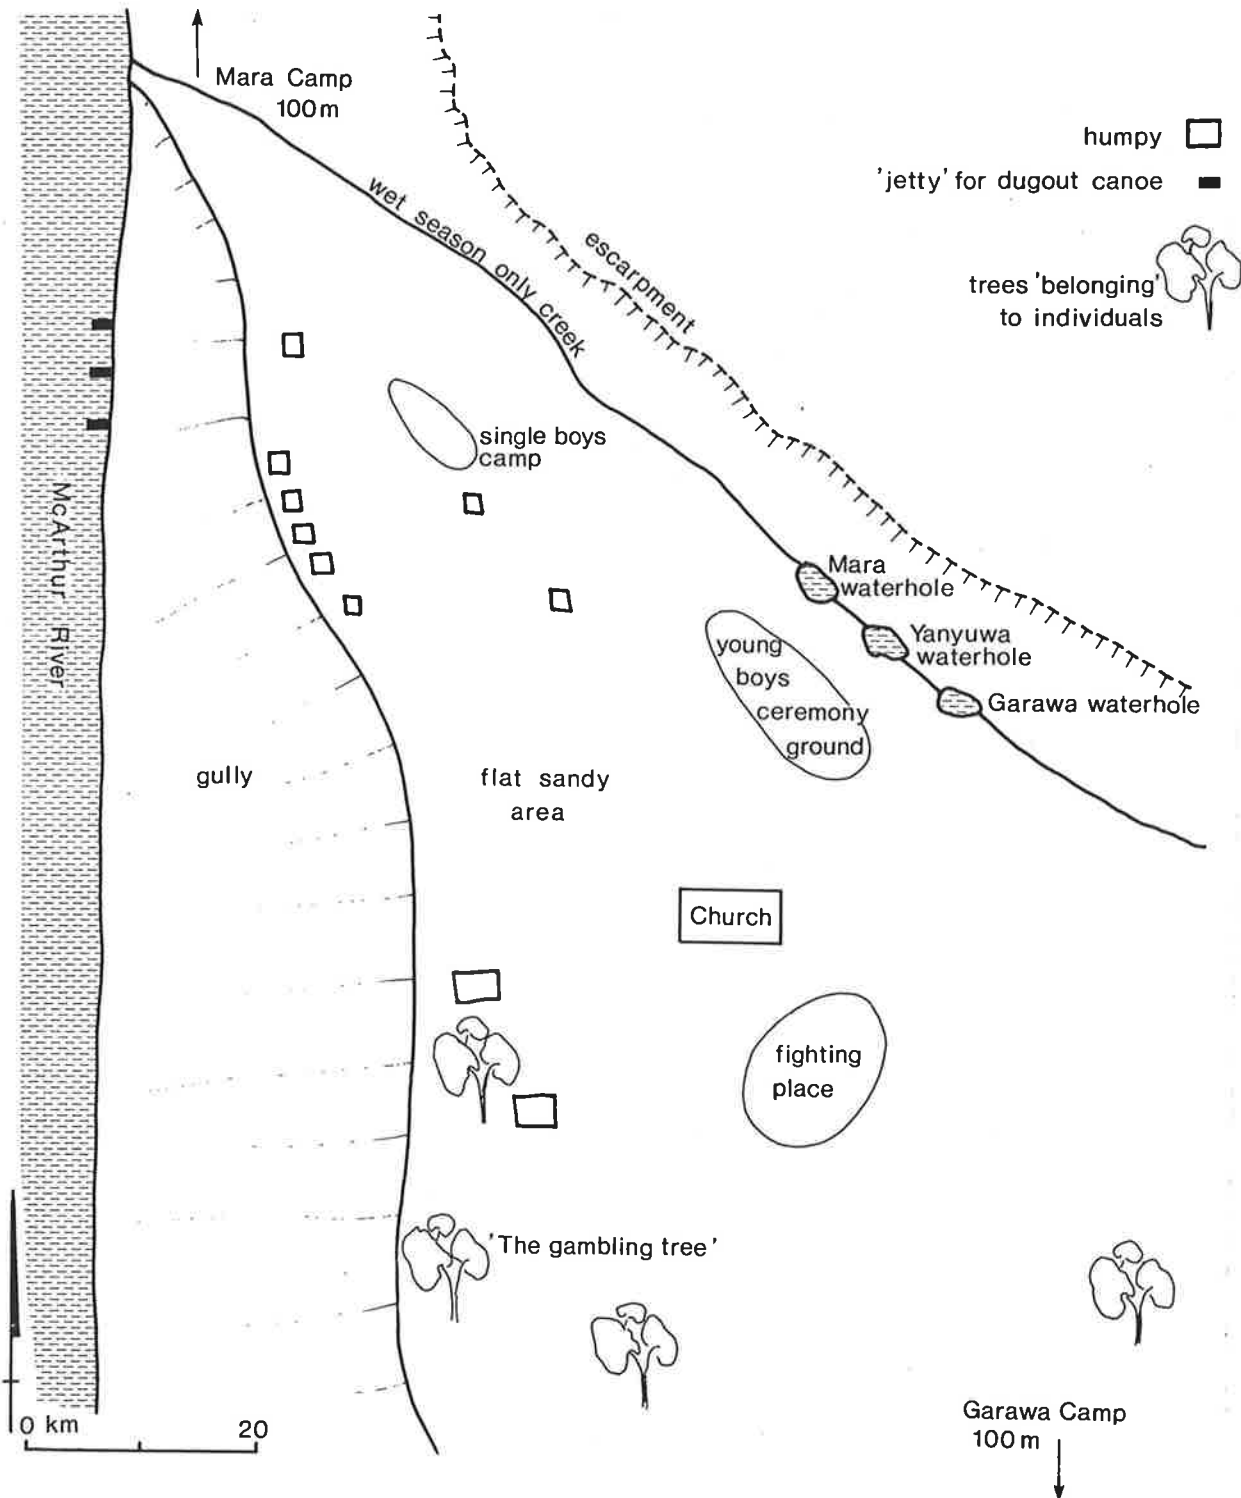 Mara Camp
100m
humpy
'jetty' for dugout canoe
trees 'belonging'
to individuals
wet season only creek
escarpment
single boys
camp
McArthur River
Mara
waterhole
Yanyuwa
waterhole
Garawa waterhole
young
boys
ceremony
ground
gully
flat sandy
area
Church
fighting
place
'The gambling tree'
Garawa Camp
100m
0 km 20